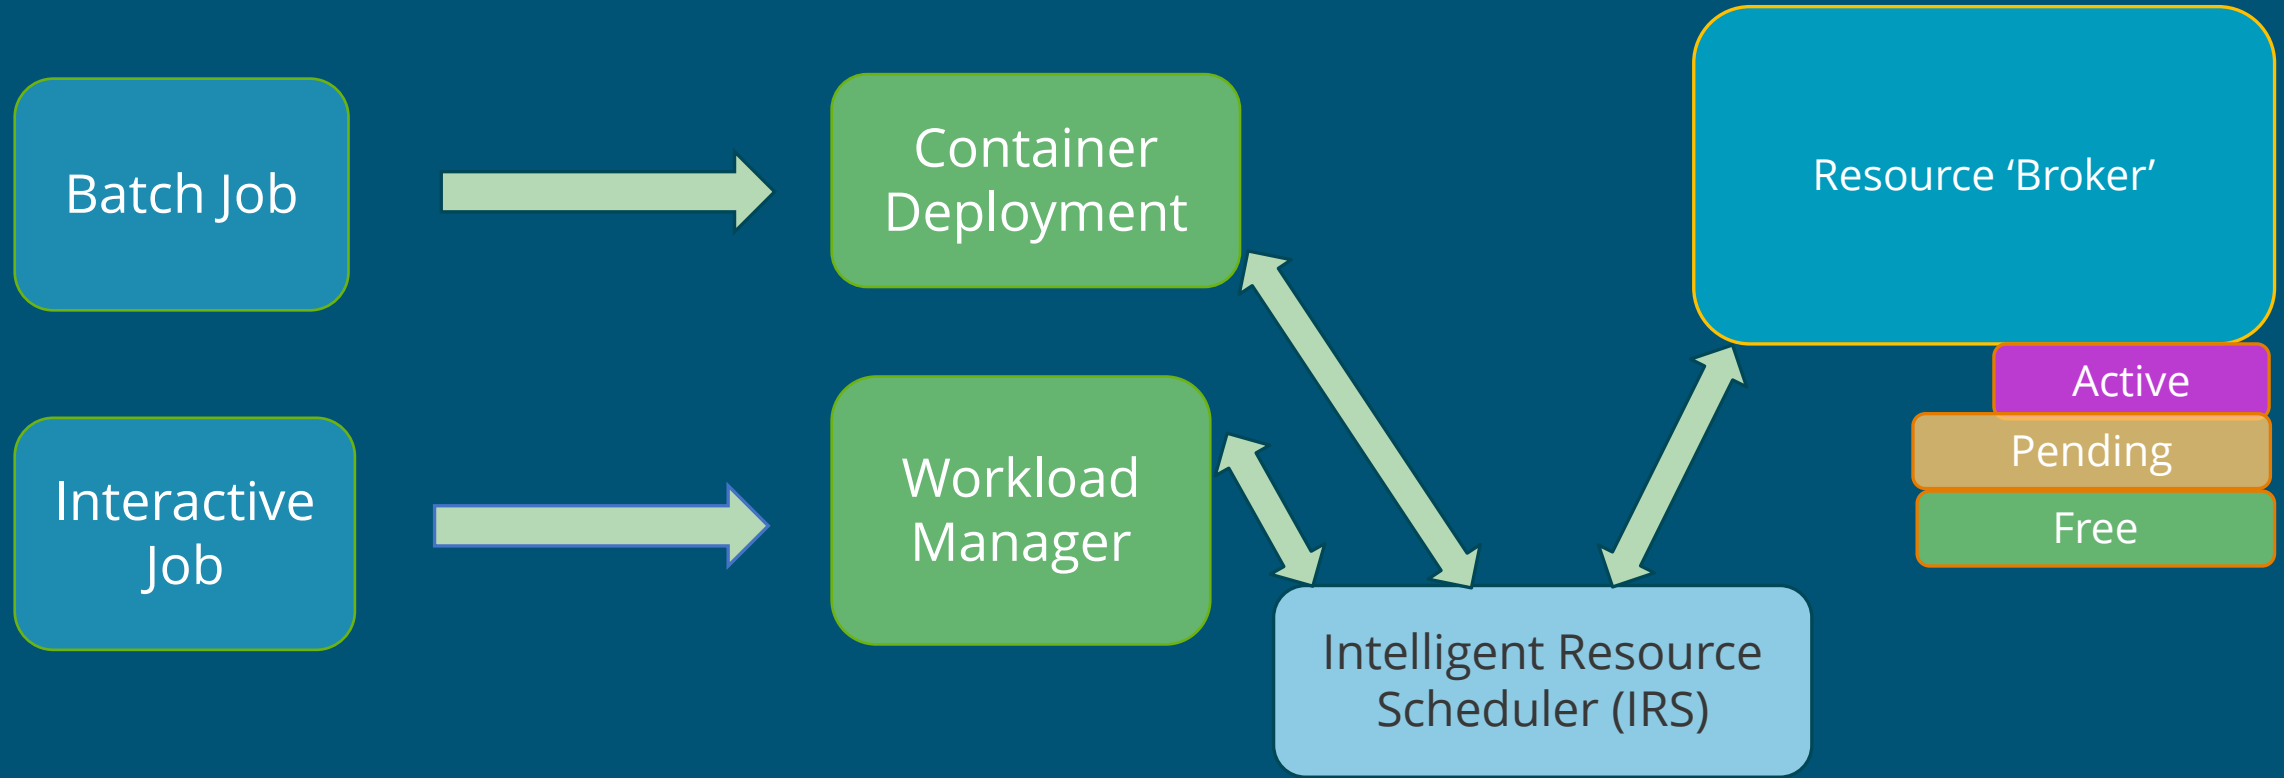 Batch Job
Container
Deployment
Resource ‘Broker’
Active
Pending
Free
Interactive
Job
Workload
Manager
Intelligent Resource
Scheduler (IRS)